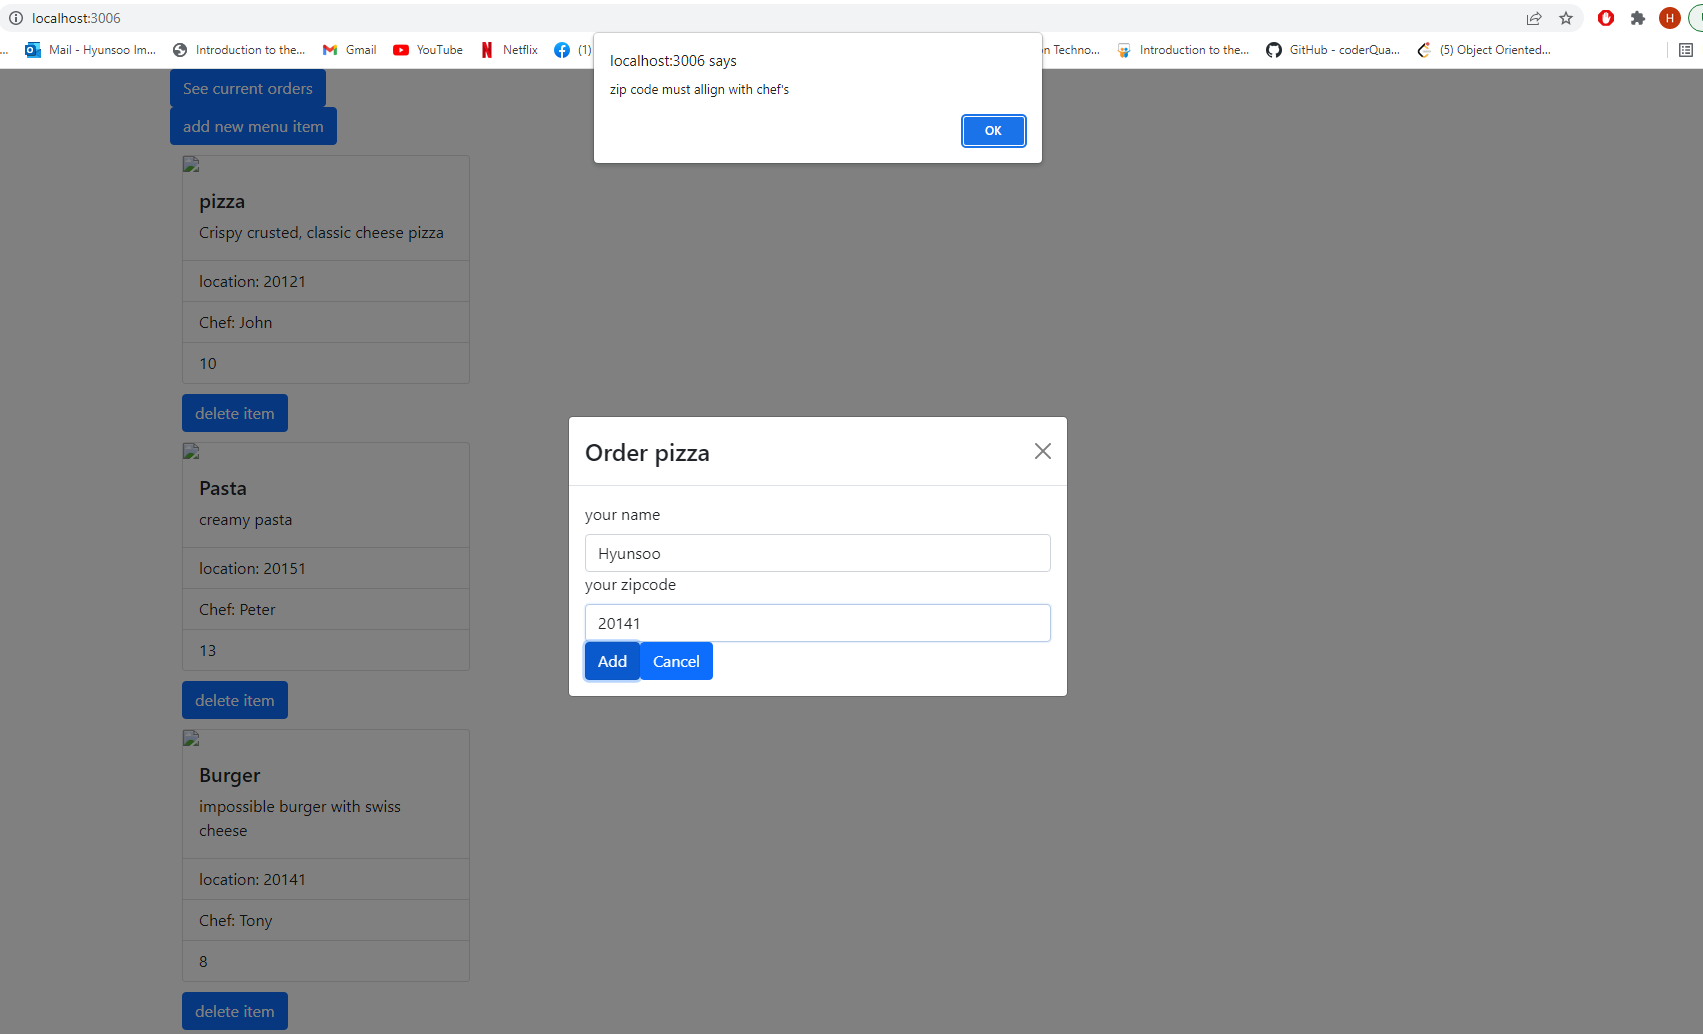 localhost:3006
H
... Mail - Hyunsoo Im... Introduction to the... Gmail YouTube Netflix (1) n Techno... Introduction to the... GitHub - coderQua... (5) Object Oriented...
localhost:3006 says
zip code must allign with chef's
OK
See current orders
add new menu item
pizza
Crispy crusted, classic cheese pizza
location: 20121
Chef: John
10
delete item
Pasta
creamy pasta
location: 20151
Chef: Peter
13
delete item
Burger
impossible burger with swiss
cheese
location: 20141
Chef: Tony
8
delete item
Order pizza
your name
Hyunsoo
your zipcode
20141
Add Cancel